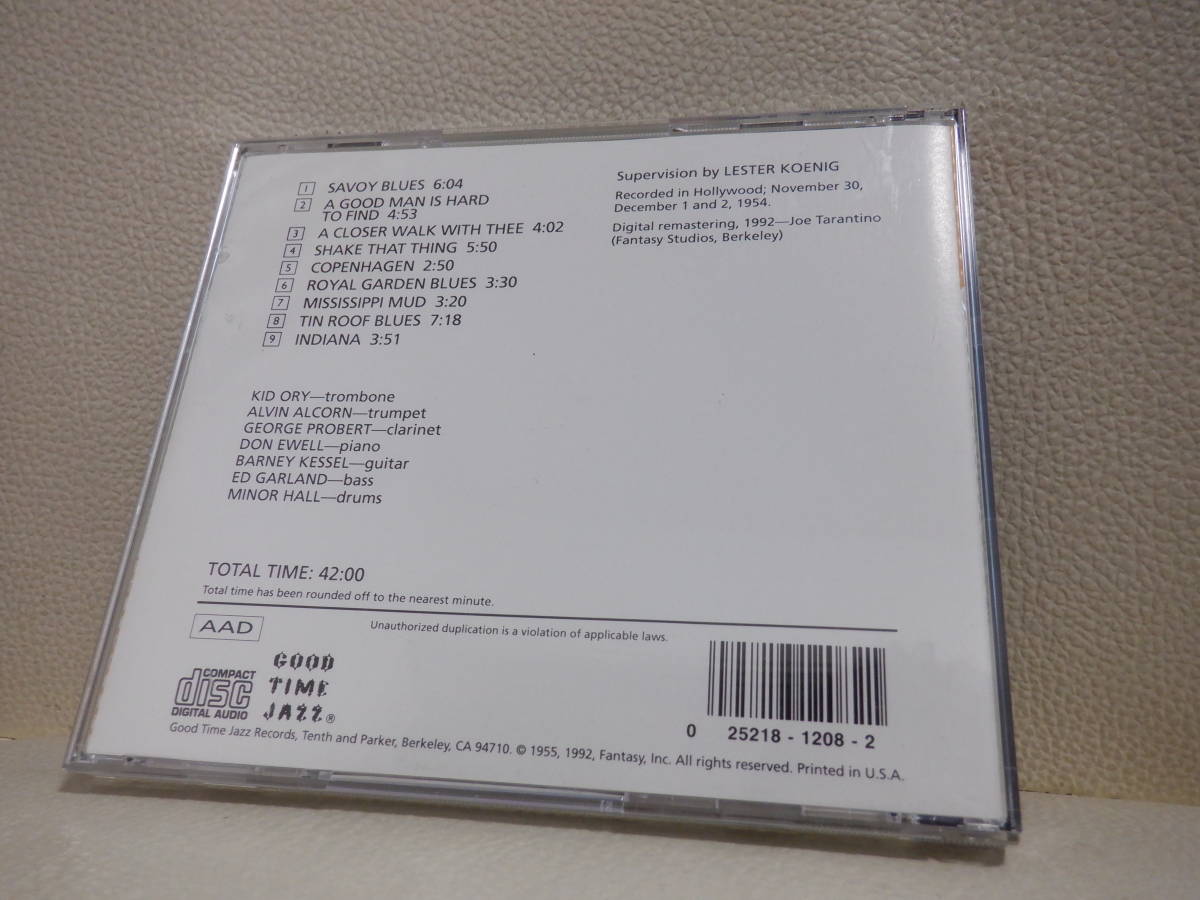 1 SAVOY BLUES 6:04
2 A GOOD MAN IS HARD
TO FIND 4:53
3 A CLOSER WALK WITH THEE 4:02
4 SHAKE THAT THING 5:50
5 COPENHAGEN 2:50
6 ROYAL GARDEN BLUES 3:30
7 MISSISSIPPI MUD 3:20
8 TIN ROOF BLUES 7:18
9 INDIANA 3:51
Supervision by LESTER KOENIG
Recorded in Hollywood; November 30,
December 1 and 2, 1954.
Digital remastering, 1992—Joe Tarantino
(Fantasy Studios, Berkeley)
KID ORY—trombone
ALVIN ALCORN—trumpet
GEORGE PROBERT—clarinet
DON EWELL—piano
BARNEY KESSEL—guitar
ED GARLAND—bass
MINOR HALL—drums
TOTAL TIME: 42:00
Total time has been rounded off to the nearest minute.
AAD
Unauthorized duplication is a violation of applicable laws.
COMPACT
disc
DIGITAL AUDIO
GOOD
TIME
JAZZ®
0 25218 - 1208 - 2
Good Time Jazz Records, Tenth and Parker, Berkeley, CA 94710. © 1955, 1992, Fantasy, Inc. All rights reserved. Printed in U.S.A.